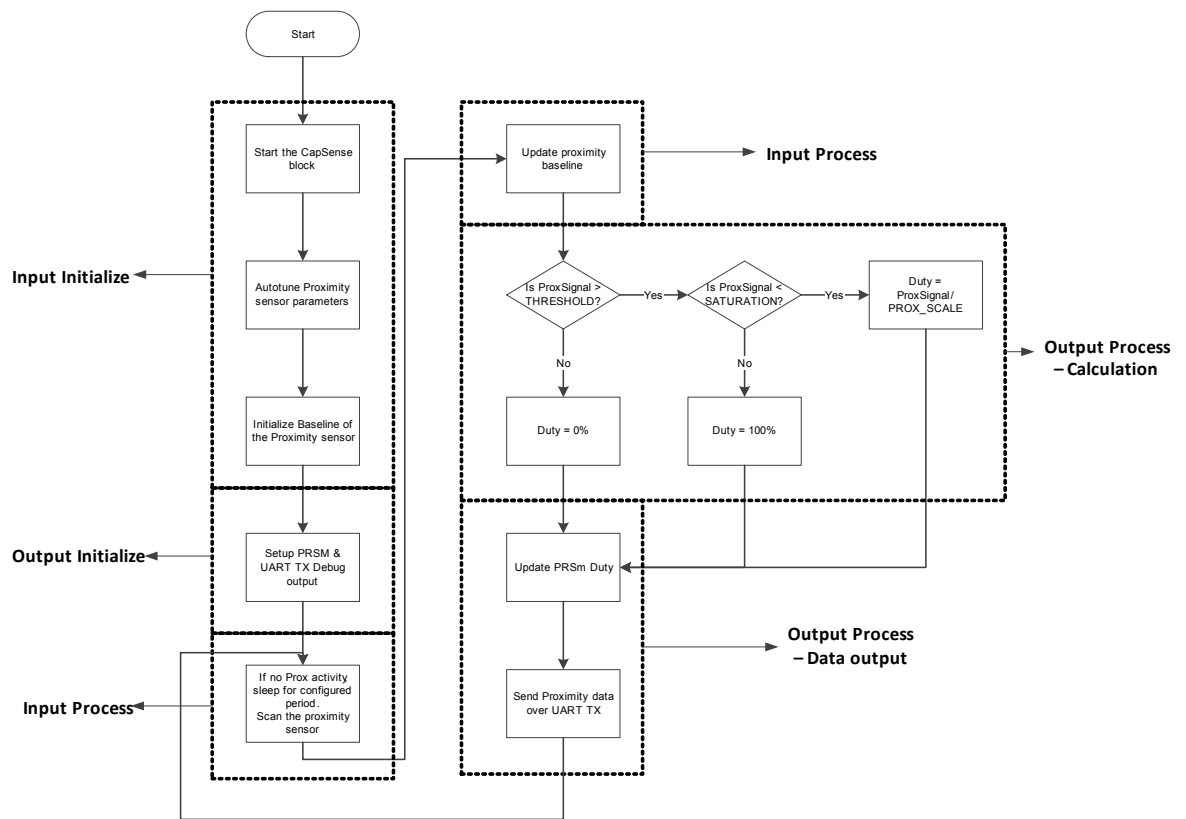 Start
Start the CapSense
block
Autotune Proximity
sensor parameters
Initialize Baseline of
the Proximity sensor
Input Initialize
Setup PRSM &
UART TX Debug
output
Output Initialize
If no Prox activity,
sleep for configured
period.
Scan the proximity
sensor
Input Process
Update proximity
baseline
Input Process
Is ProxSignal >
THRESHOLD?
Yes
Is ProxSignal <
SATURATION?
Yes
Duty =
ProxSignal/
PROX_SCALE
No
No
Duty = 0%
Duty = 100%
Output Process
– Calculation
Update PRSm Duty
Send Proximity data
over UART TX
Output Process
– Data output